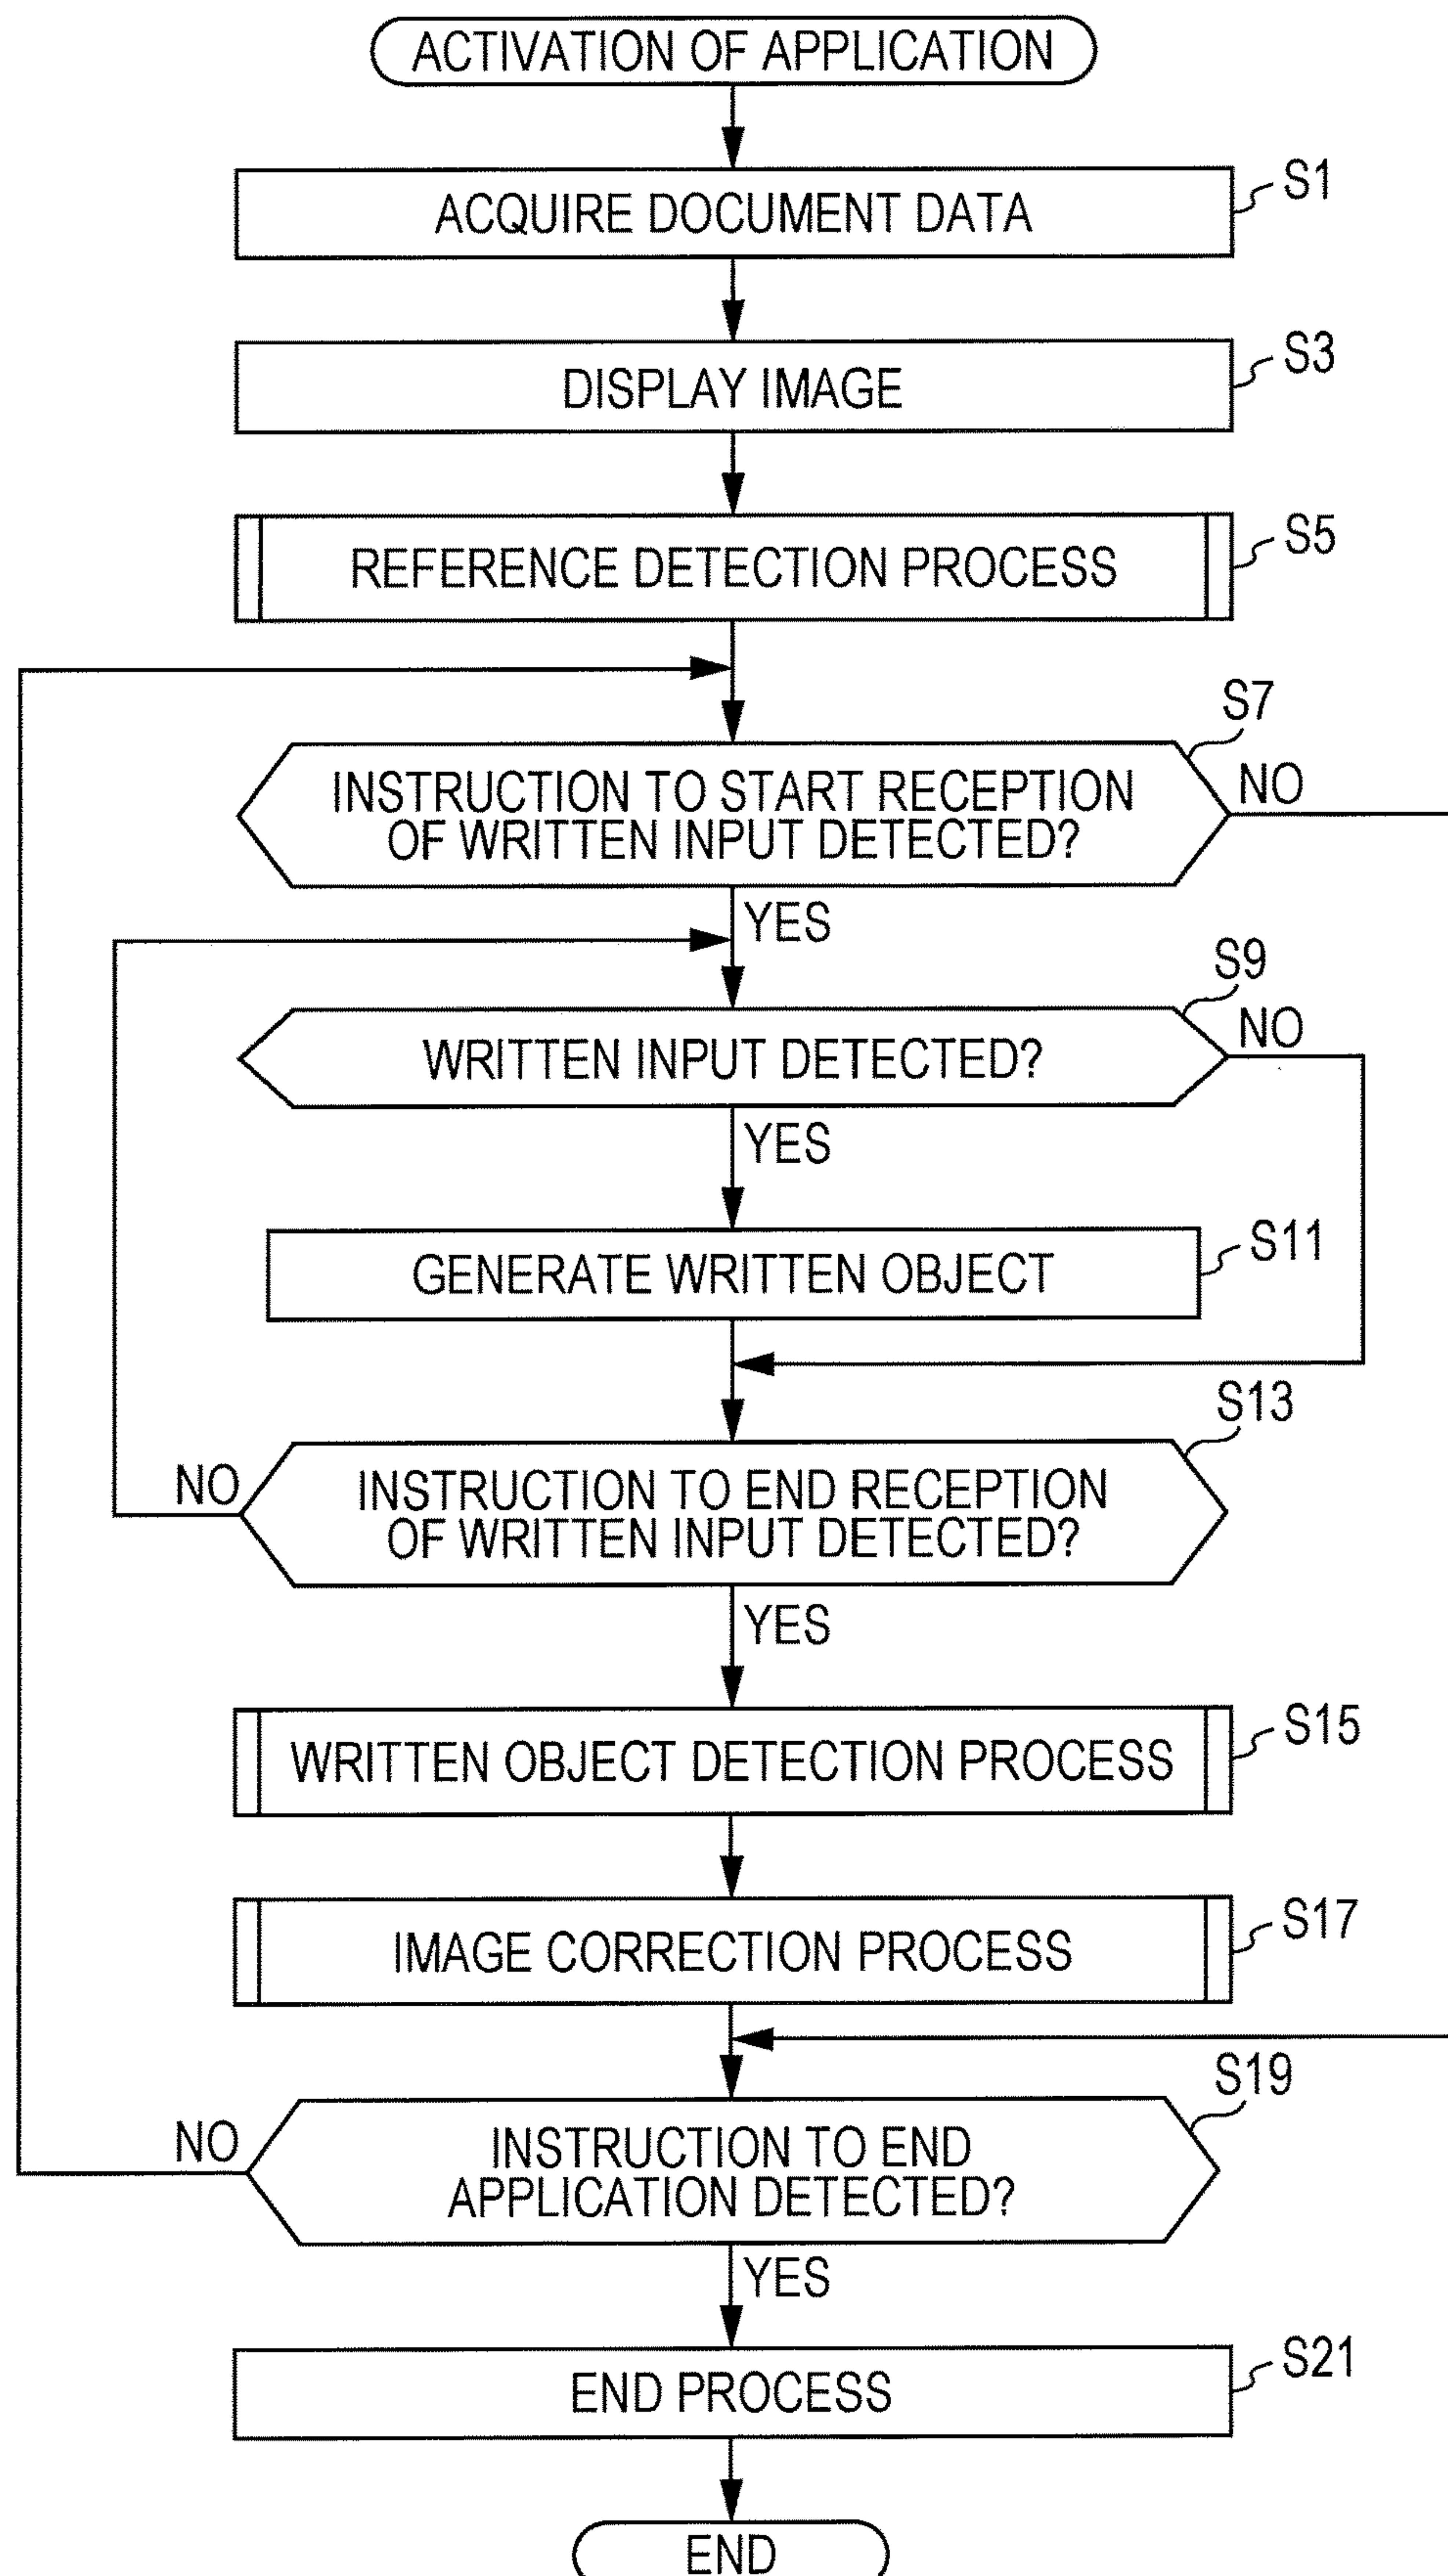 ACTIVATION OF APPLICATION
S1
ACQUIRE DOCUMENT DATA
S3
DISPLAY IMAGE
S5
REFERENCE DETECTION PROCESS
S7
INSTRUCTION TO START RECEPTION
OF WRITTEN INPUT DETECTED?
NO
YES
S9
WRITTEN INPUT DETECTED?
NO
YES
S11
GENERATE WRITTEN OBJECT
S13
INSTRUCTION TO END RECEPTION
OF WRITTEN INPUT DETECTED?
NO
YES
S15
WRITTEN OBJECT DETECTION PROCESS
S17
IMAGE CORRECTION PROCESS
S19
INSTRUCTION TO END
APPLICATION DETECTED?
NO
YES
S21
END PROCESS
END